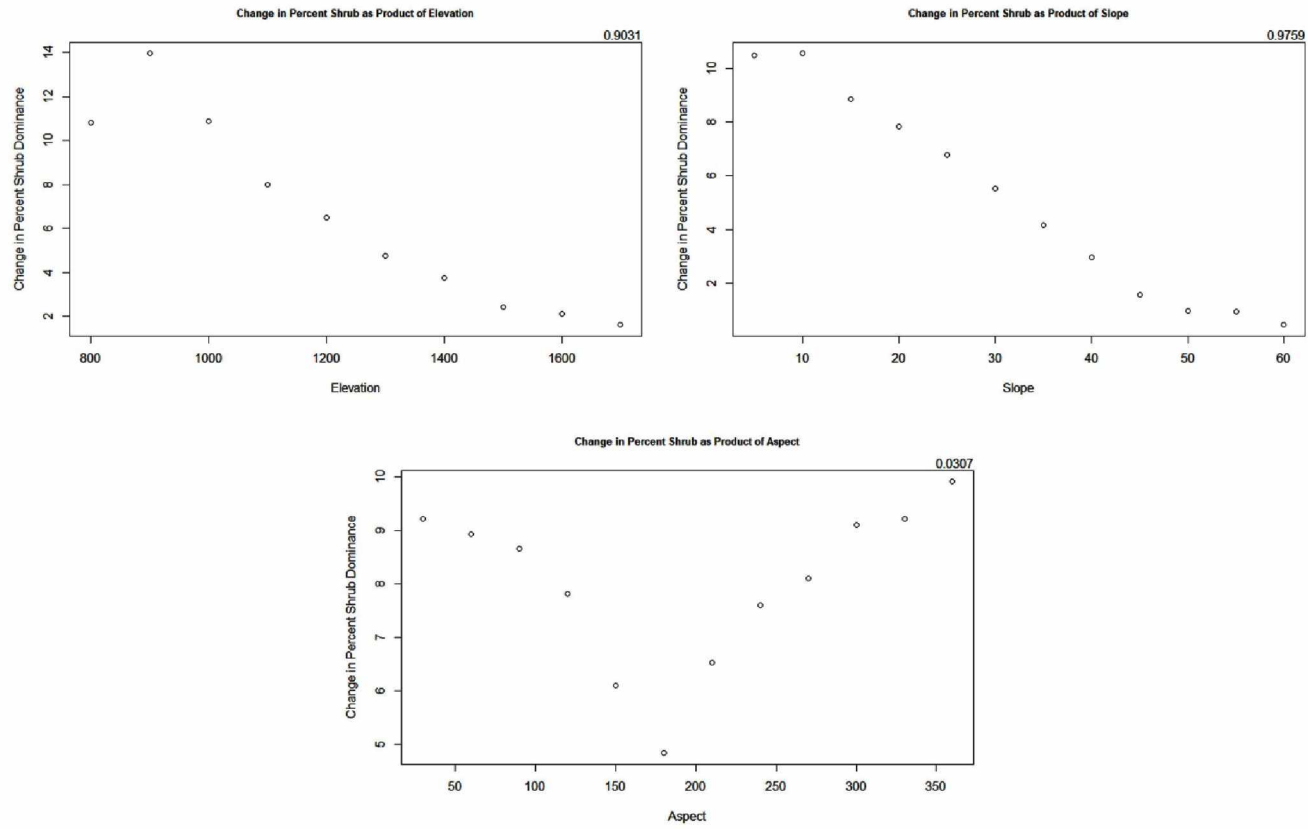 Change in Percent Shrub as Product of Elevation
0.9031
Change in Percent Shrub Dominance
14
12
10
8
6
4
2
800 1000 1200 1400 1600
Elevation
Change in Percent Shrub as Product of Slope
0.9759
Change in Percent Shrub Dominance
10
8
6
4
2
10 20 30 40 50 60
Slope
Change in Percent Shrub as Product of Aspect
0.0307
Change in Percent Shrub Dominance
10
9
8
7
6
5
50 100 150 200 250 300 350
Aspect